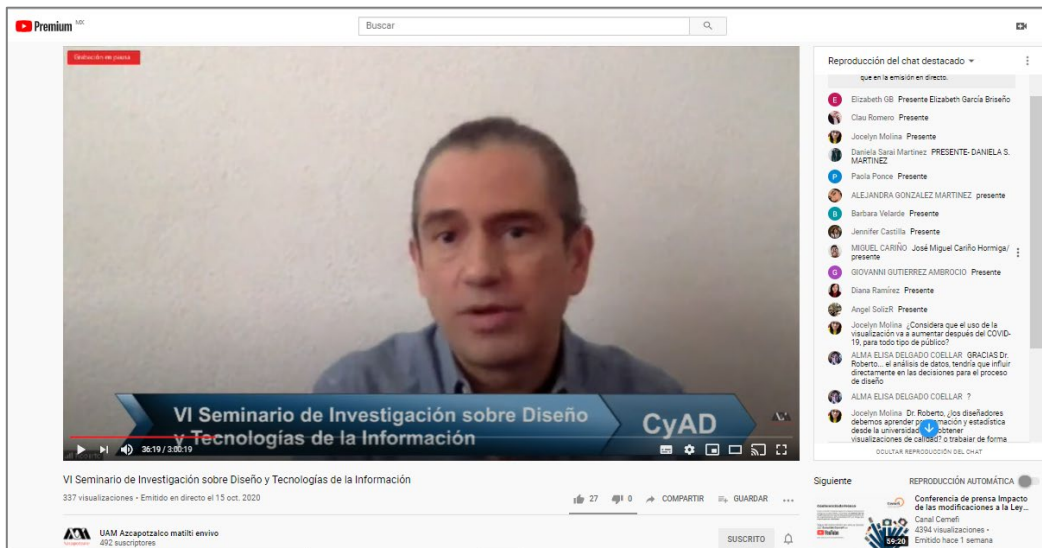 Premium MX
Buscar
Grabación en pausa
VI Seminario de Investigación sobre Diseño
y Tecnologías de la Información
CyAD
36:19 / 3:00:19
VI Seminario de Investigación sobre Diseño y Tecnologías de la Información
337 visualizaciones • Emitido en directo el 15 oct. 2020
27
0
COMPARTIR
GUARDAR
UAM Azcapotzalco matilti envivo
492 suscriptores
SUSCRITO
Reproducción del chat destacado
que en la emisión en directo.
E
Elizabeth GB Presente Elizabeth García Briseño
Clau Romero Presente
Jocelyn Molina Presente
Daniela Sarai Martinez PRESENTE- DANIELA S.
MARTINEZ
P
Paola Ponce Presente
ALEJANDRA GONZALEZ MARTINEZ presente
B
Barbara Velarde Presente
Jennifer Castilla Presente
MIGUEL CARIÑO José Miguel Cariño Hormiga/
presente
G
GIOVANNI GUTIERREZ AMBROCIO Presente
Diana Ramírez Presente
Angel SolizR Presente
Jocelyn Molina ¿Considera que el uso de la
visualización va a aumentar después del COVID-
19, para todo tipo de público?
ALMA ELISA DELGADO COELLAR GRACIAS Dr.
Roberto... el análisis de datos, tendría que influir
directamente en las decisiones para el proceso
de diseño
ALMA ELISA DELGADO COELLAR ?
Jocelyn Molina Dr. Roberto, ¿los diseñadores
debemos aprender mación y estadística
desde la universidad obtener
visualizaciones de calidad? o trabajar de forma
OCULTAR REPRODUCCIÓN DEL CHAT
Siguiente
REPRODUCCIÓN AUTOMÁTICA
Conferencia de prensa Impacto
de las modificaciones a la Ley...
Canal Cemefi
4394 visualizaciones •
Emitido hace 1 semana
59:20